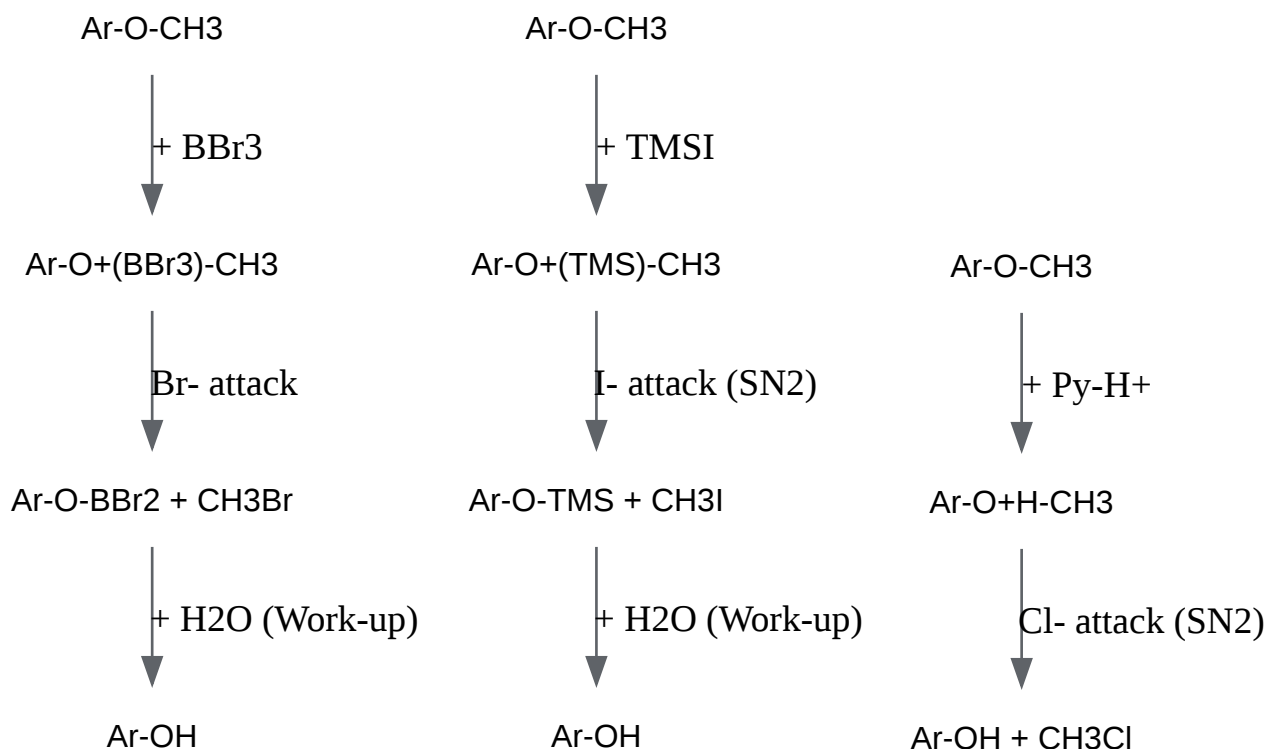 Ar-O-CH3
+ BBr3
Ar-O+(BBr3)-CH3
Br- attack
Ar-O-BBr2 + CH3Br
+ H2O (Work-up)
Ar-OH
Ar-O-CH3
+ TMSI
Ar-O+(TMS)-CH3
I- attack (SN2)
Ar-O-TMS + CH3I
+ H2O (Work-up)
Ar-OH
Ar-O-CH3
+ Py-H+
Ar-O+H-CH3
Cl- attack (SN2)
Ar-OH + CH3Cl